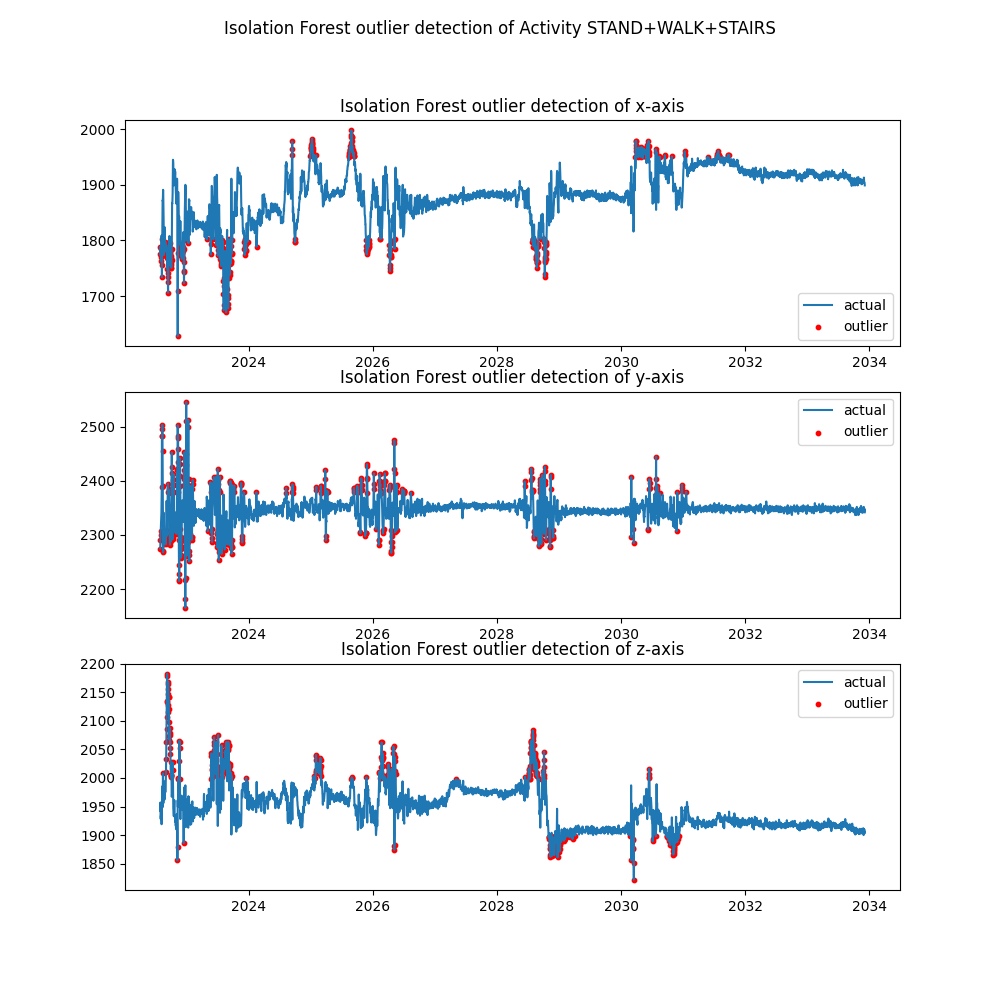 Isolation Forest outlier detection of Activity STAND+WALK+STAIRS
Isolation Forest outlier detection of x-axis
2000
1900
1800
1700
actual
outlier
2024 2026 2028 2030 2032 2034
Isolation Forest outlier detection of y-axis
2500
2400
2300
2200
actual
outlier
2024 2026 2028 2030 2032 2034
Isolation Forest outlier detection of z-axis
2200
2150
2100
2050
2000
1950
1900
1850
actual
outlier
2024 2026 2028 2030 2032 2034